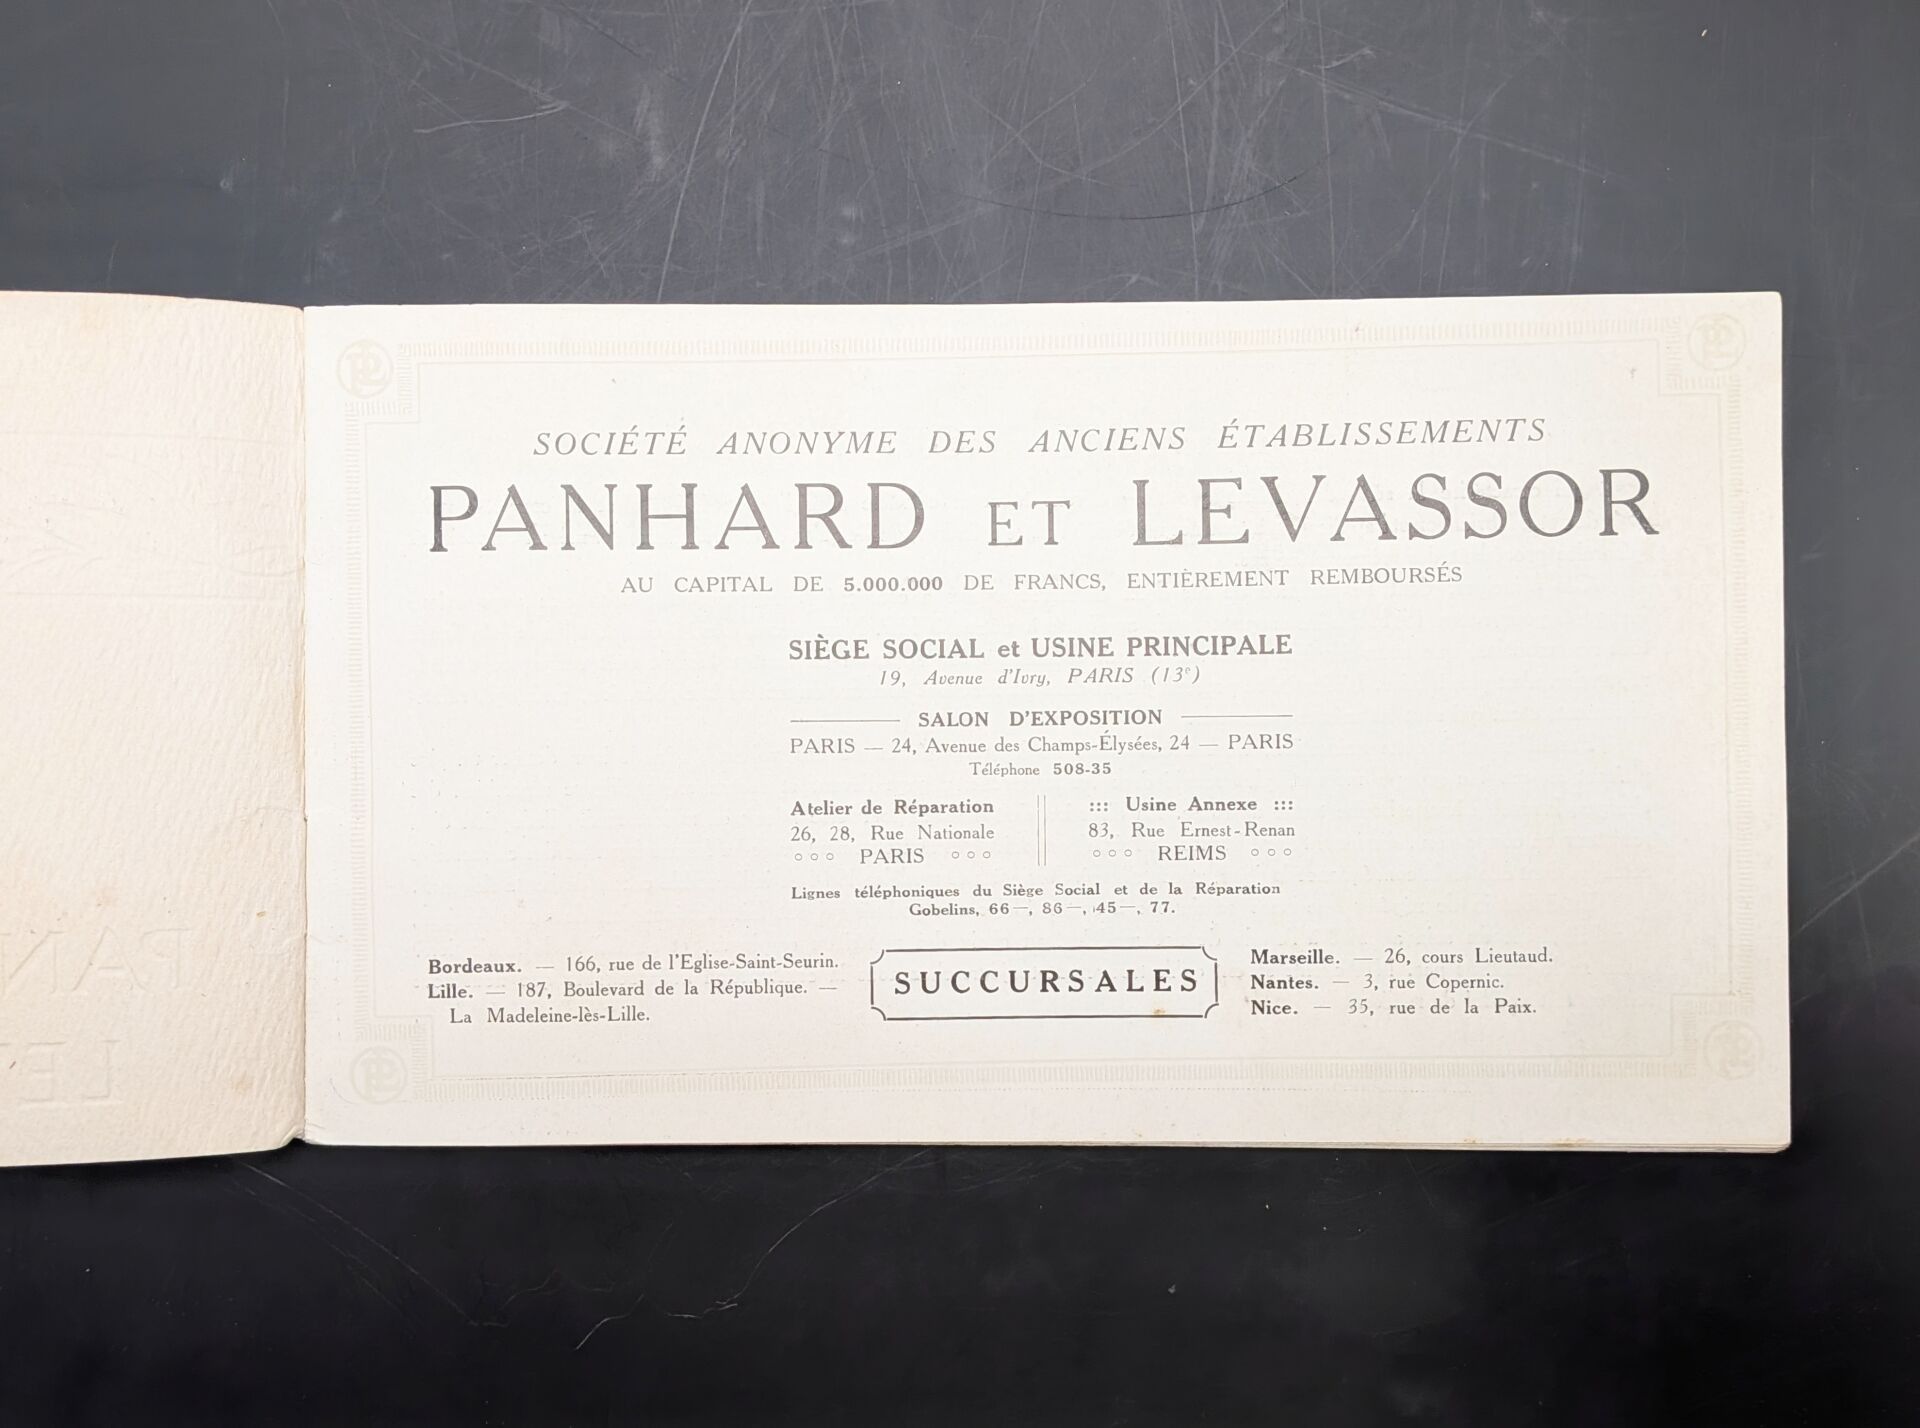 SOCIÉTÉ ANONYME DES ANCIENS ÉTABLISSEMENTS
PANHARD ET LEVASSOR
AU CAPITAL DE 5.000.000 DE FRANCS, ENTIÈREMENT REMBOURSÉS
SIÈGE SOCIAL et USINE PRINCIPALE
19, Avenue d'Ivry, PARIS (13e)
SALON D'EXPOSITION
PARIS — 24, Avenue des Champs-Élysées, 24 — PARIS
Téléphone 508-35
Atelier de Réparation
26, 28, Rue Nationale
○○○ PARIS ○○○
::: Usine Annexe :::
83, Rue Ernest-Renan
○○○ REIMS ○○○
Lignes téléphoniques du Siège Social et de la Réparation
Gobelins, 66 —, 86 —, 45 —, 77.
Bordeaux. — 166, rue de l'Eglise-Saint-Seurin.
Lille. — 187, Boulevard de la République. —
La Madeleine-lès-Lille.
SUCCURSALES
Marseille. — 26, cours Lieutaud.
Nantes. — 3, rue Copernic.
Nice. — 35, rue de la Paix.